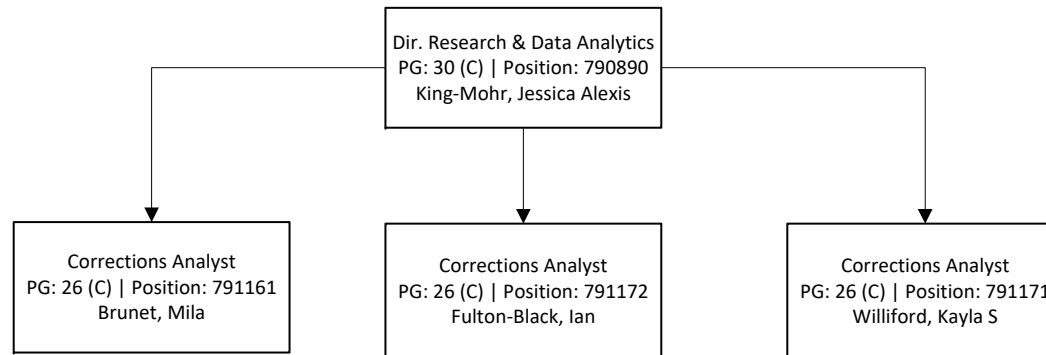 Dir. Research & Data Analytics
PG: 30 (C) | Position: 790890
King-Mohr, Jessica Alexis
Corrections Analyst
PG: 26 (C) | Position: 791161
Brunet, Mila
Corrections Analyst
PG: 26 (C) | Position: 791172
Fulton-Black, Ian
Corrections Analyst
PG: 26 (C) | Position: 791171
Williford, Kayla S